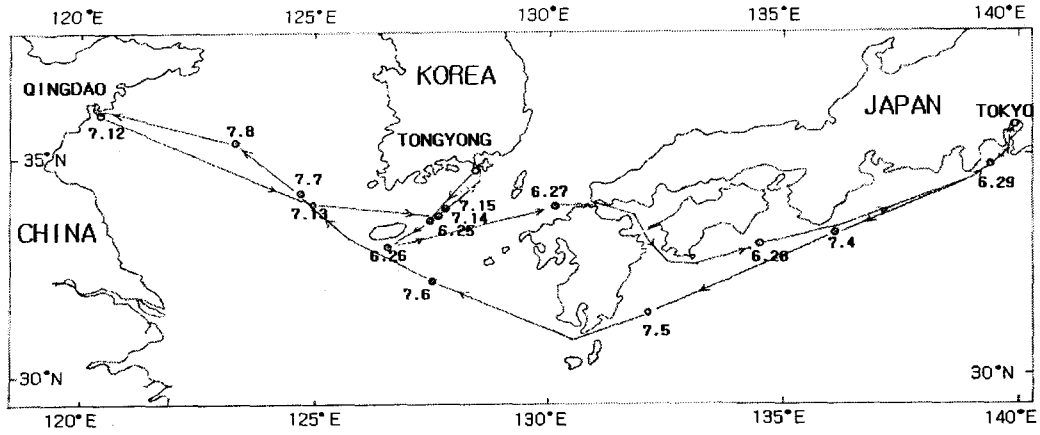 120°E 125°E 130°E 135°E 140°E
KOREA
QINGDAO
JAPAN
TOKYO
7.12
7.8
TONGYONG
35°N
6.27
6.29
7.7
7.13
7.15
7.14
6.25
CHINA
6.26
6.28
7.4
7.6
7.5
30°N 30°N
120°E 125°E 130°E 135°E 140°E